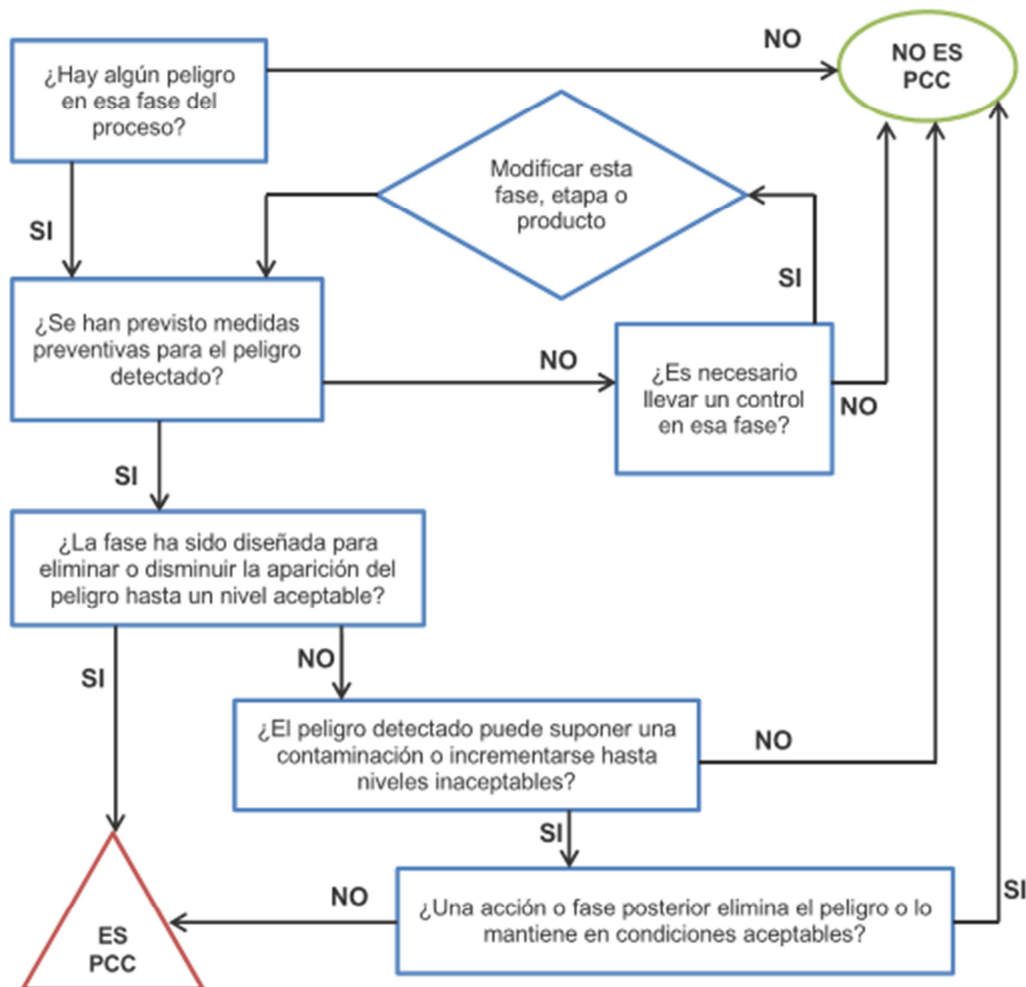 ¿Hay algún peligro
en esa fase del
proceso?
NO
NO ES
PCC
Modificar esta
fase, etapa o
producto
SI
SI
¿Se han previsto medidas
preventivas para el peligro
detectado?
NO
¿Es necesario
llevar un control
en esa fase?
NO
SI
¿La fase ha sido diseñada para
eliminar o disminuir la aparición del
peligro hasta un nivel aceptable?
SI
NO
¿El peligro detectado puede suponer una
contaminación o incrementarse hasta
niveles inaceptables?
NO
SI
¿Una acción o fase posterior elimina el peligro o lo
mantiene en condiciones aceptables?
SI
NO
ES
PCC